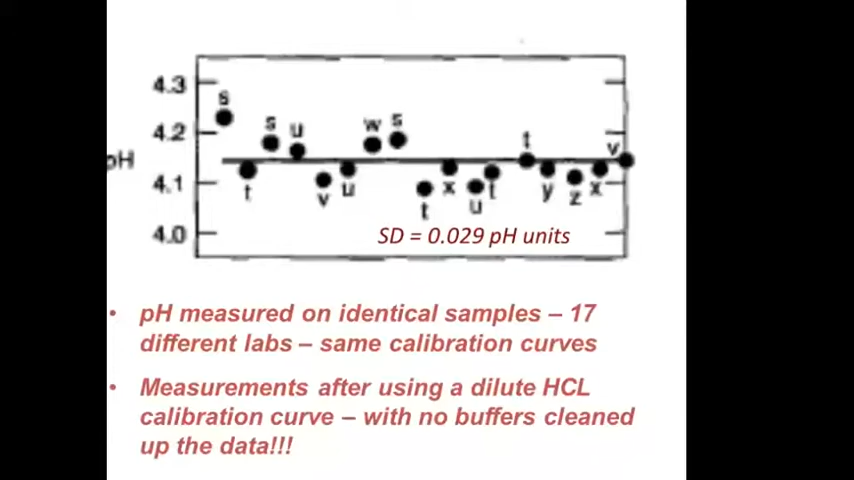 4.3
s
s
u
w
s
t
v
4.2
pH
4.1
t
v
u
t
x
u
t
y
z
x
4.0
SD = 0.029 pH units
• pH measured on identical samples – 17
different labs – same calibration curves
• Measurements after using a dilute HCL
calibration curve – with no buffers cleaned
up the data!!!